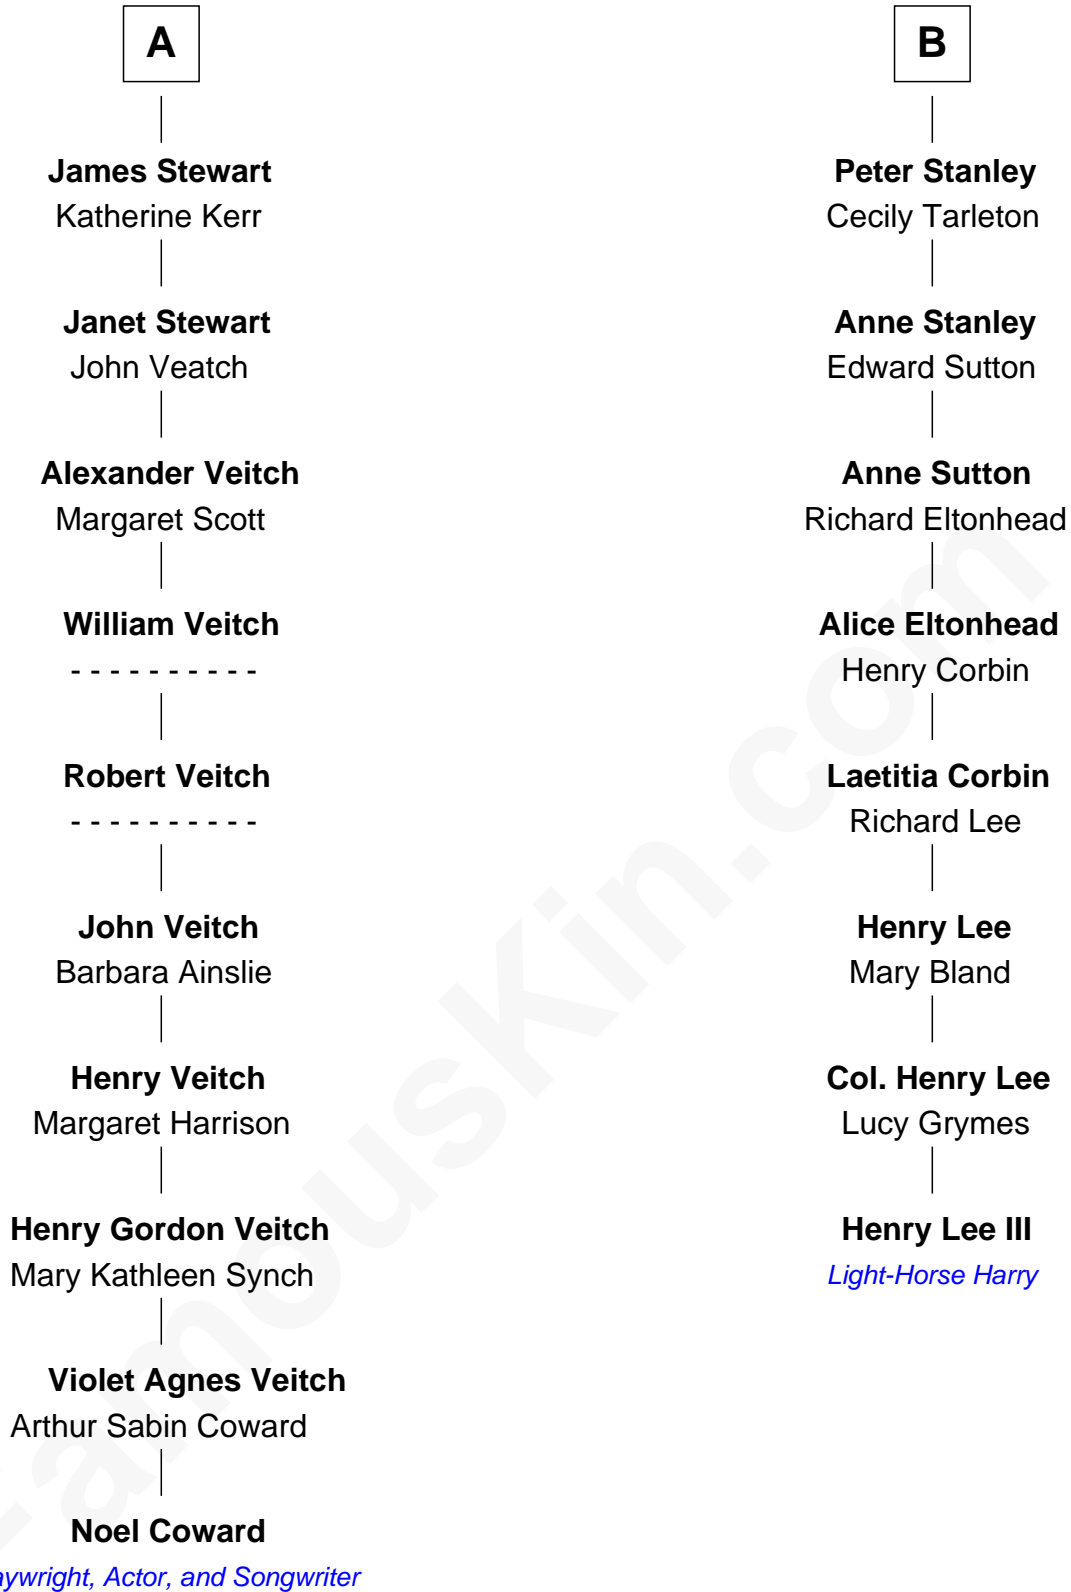 A
James Stewart
Katherine Kerr
Janet Stewart
John Veatch
Alexander Veitch
Margaret Scott
William Veitch
- - - - - - - - - -
Robert Veitch
- - - - - - - - - -
John Veitch
Barbara Ainslie
Henry Veitch
Margaret Harrison
Henry Gordon Veitch
Mary Kathleen Synch
Violet Agnes Veitch
Arthur Sabin Coward
Noel Coward
aywright, Actor, and Songwriter
B
Peter Stanley
Cecily Tarleton
Anne Stanley
Edward Sutton
Anne Sutton
Richard Eltonhead
Alice Eltonhead
Henry Corbin
Laetitia Corbin
Richard Lee
Henry Lee
Mary Bland
Col. Henry Lee
Lucy Grymes
Henry Lee III
Light-Horse Harry
FamousKin.com